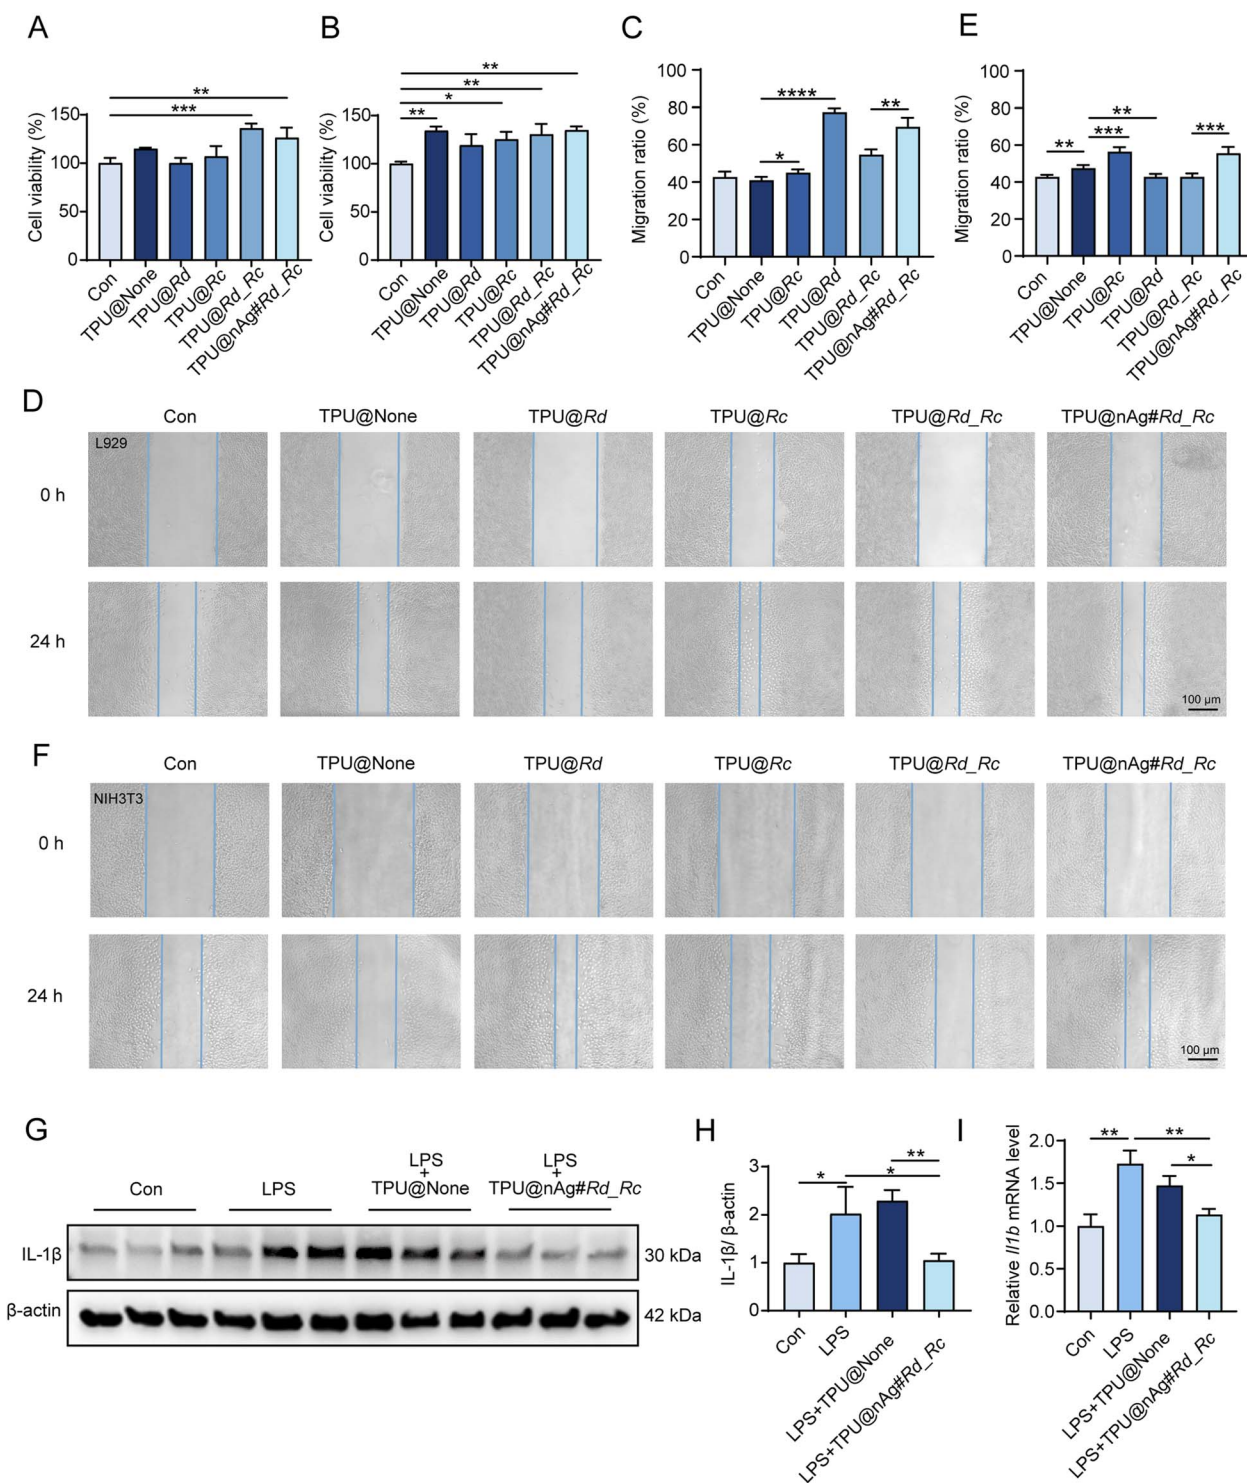 A
Cell viability (%)
150
100
50
0
**
***
Con
TPU@None
TPU@Rd
TPU@Rc
TPU@Rd_Rc
TPU@nAg#Rd_Rc
B
Cell viability (%)
150
100
50
0
**
**
*
**
Con
TPU@None
TPU@Rd
TPU@Rc
TPU@Rd_Rc
TPU@nAg#Rd_Rc
C
Migration ratio (%)
100
80
60
40
20
0
****
**
*
Con
TPU@None
TPU@Rc
TPU@Rd
TPU@Rd_Rc
TPU@nAg#Rd_Rc
E
Migration ratio (%)
100
80
60
40
20
0
**
**
***
***
Con
TPU@None
TPU@Rc
TPU@Rd
TPU@Rd_Rc
TPU@nAg#Rd_Rc
D
Con TPU@None TPU@Rd TPU@Rc TPU@Rd_Rc TPU@nAg#Rd_Rc
L929
0 h
24 h
100 μm
F
Con TPU@None TPU@Rd TPU@Rc TPU@Rd_Rc TPU@nAg#Rd_Rc
NIH3T3
0 h
24 h
100 μm
G
Con
LPS
LPS
+
TPU@None
LPS
+
TPU@nAg#Rd_Rc
IL-1β
30 kDa
β-actin
42 kDa
H
IL-1β/ β-actin
3
2
1
0
**
*
*
Con
LPS
LPS+TPU@None
LPS+TPU@nAg#Rd_Rc
I
Relative Il1b mRNA level
2.0
1.5
1.0
0.5
0.0
**
**
*
Con
LPS
LPS+TPU@None
LPS+TPU@nAg#Rd_Rc